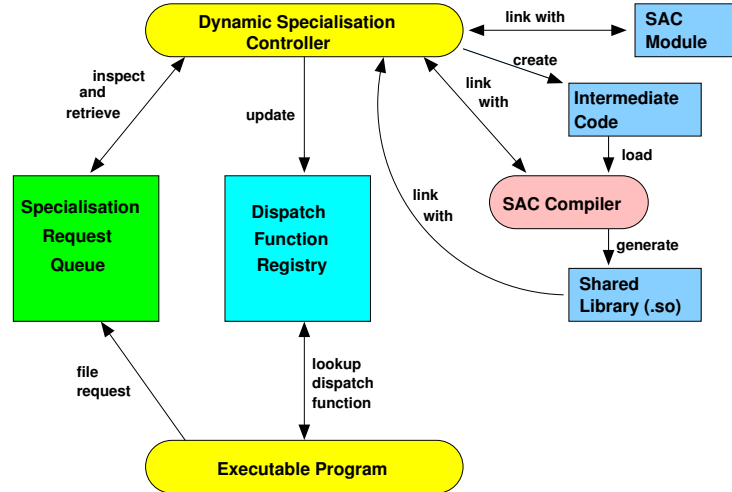 Dynamic Specialisation
Controller
link with
SAC
Module
create
inspect
and
retrieve
link
with
Intermediate
Code
update
load
Specialisation
Request
Queue
Dispatch
Function
Registry
link
with
SAC Compiler
generate
Shared
Library (.so)
file
request
lookup
dispatch
function
Executable Program